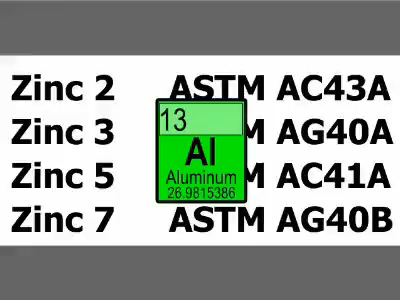 Zinc 2 ASTM AC43A
Zinc 3 M AG40A
Zinc 5 M AC41A
Zinc 7 ASTM AG40B
13
Al
Aluminum
26.9815386